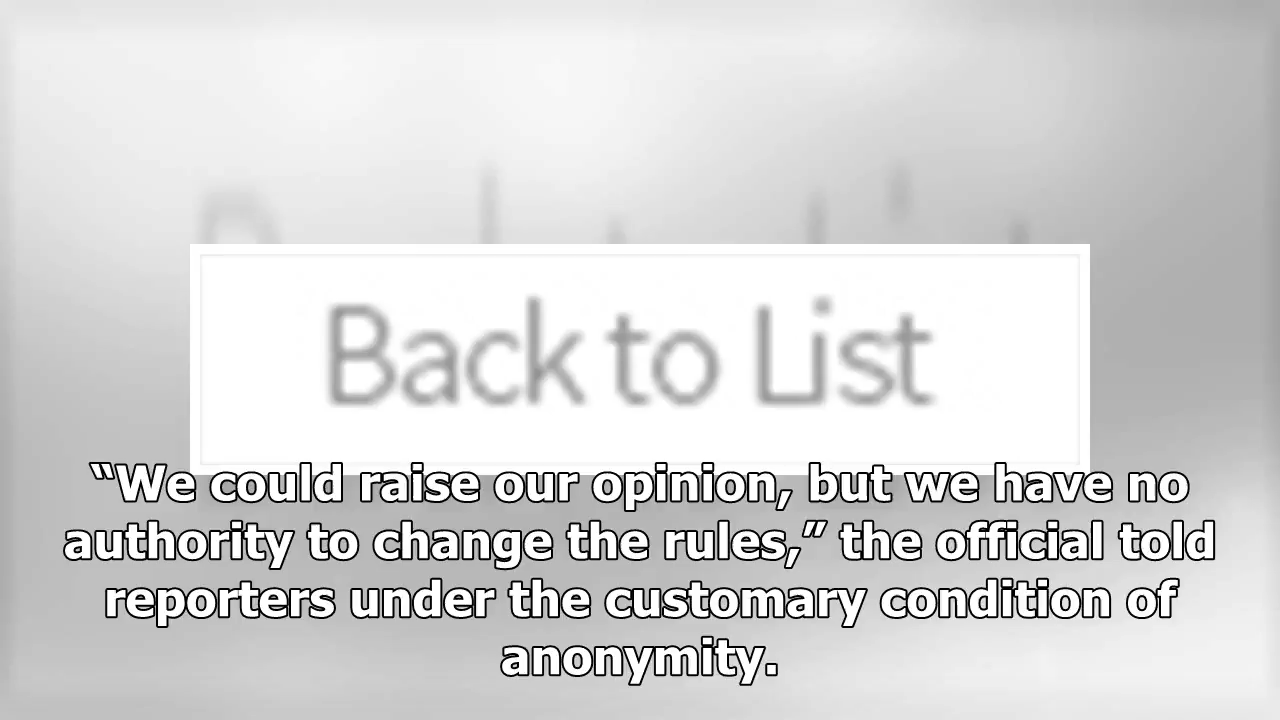 Back to List
“We could raise our opinion, but we have no
authority to change the rules,” the official told
reporters under the customary condition of
anonymity.